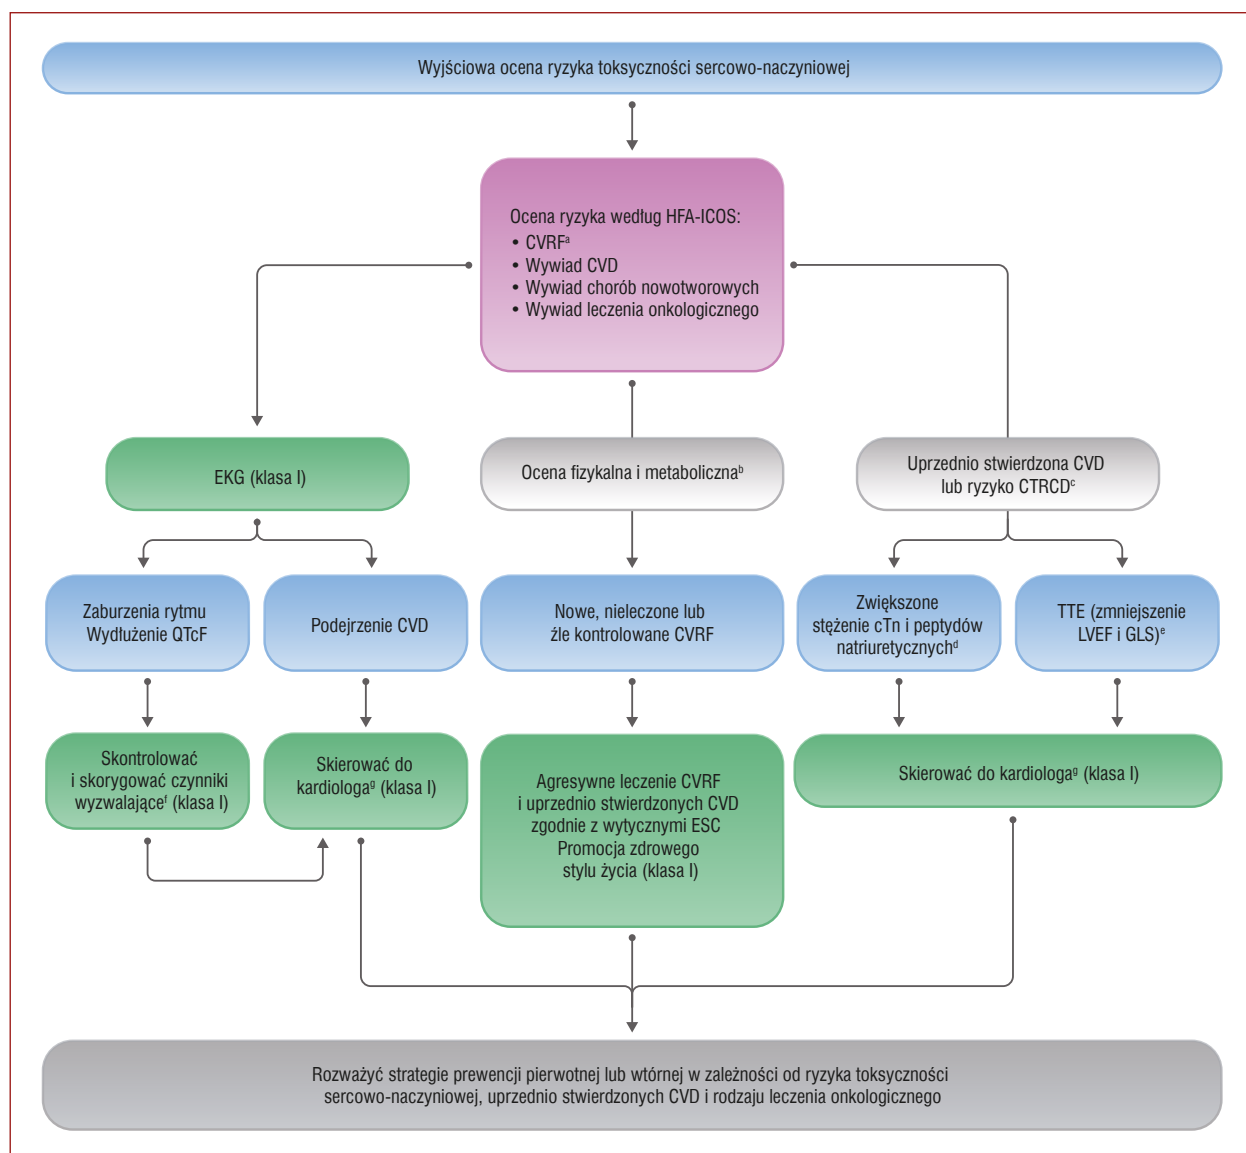 Wyjściowa ocena ryzyka toksyczności sercowo-naczyniowej
Ocena ryzyka według HFA-ICOS:
• CVRFᵃ
• Wywiad CVD
• Wywiad chorób nowotworowych
• Wywiad leczenia onkologicznego
EKG (klasa I)
Ocena fizykalna i metabolicznaᵇ
Uprzednio stwierdzona CVD
lub ryzyko CTRCDᶜ
Zaburzenia rytmu
Wydłużenie QTcF
Podejrzenie CVD
Nowe, nieleczone lub
źle kontrolowane CVRF
Zwiększone
stężenie cTn i peptydów
natriuretycznychᵈ
TTE (zmniejszenie
LVEF i GLS)ᵉ
Skontrolować
i skorygować czynniki
wyzwalająceᶠ (klasa I)
Skierować do
kardiologaᵍ (klasa I)
Agresywne leczenie CVRF
i uprzednio stwierdzonych CVD
zgodnie z wytycznymi ESC
Promocja zdrowego
stylu życia (klasa I)
Skierować do kardiologaᵍ (klasa I)
Rozważyć strategie prewencji pierwotnej lub wtórnej w zależności od ryzyka toksyczności
sercowo-naczyniowej, uprzednio stwierdzonych CVD i rodzaju leczenia onkologicznego